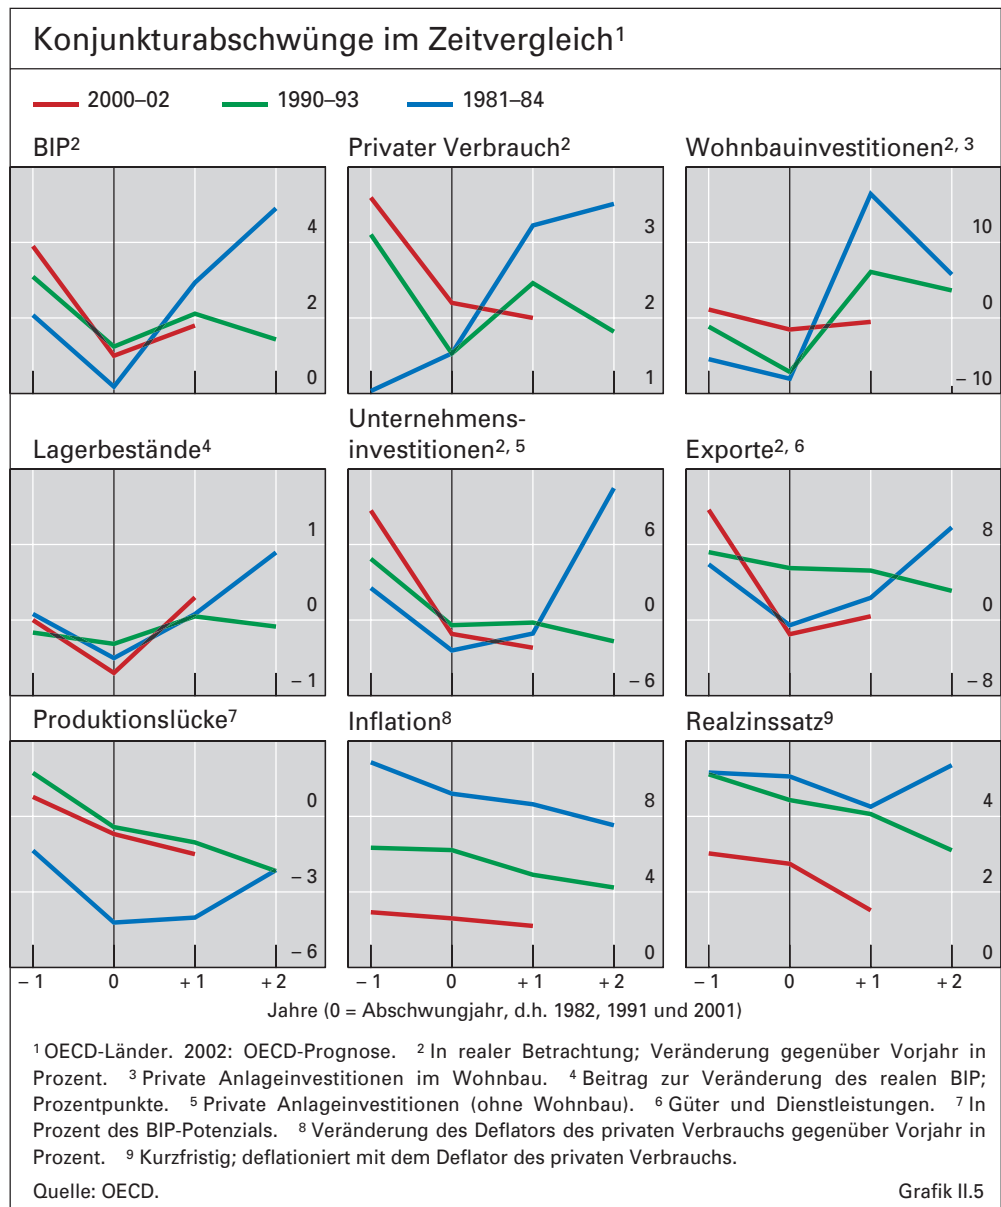 Konjunkturabschwünge im Zeitvergleich¹
2000–02 1990–93 1981–84
BIP² Privater Verbrauch² Wohnbauinvestitionen²,³
4 3 10
2 2 0
0 1 – 10
Unternehmens-
Lagerbestände⁴ investitionen²,⁵ Exporte²,⁶
1 6 8
0 0 0
– 1 – 6 – 8
Produktionslücke⁷ Inflation⁸ Realzinssatz⁹
0 8 4
– 3 4 2
– 6 0 0
– 1 0 + 1 + 2 – 1 0 + 1 + 2 – 1 0 + 1 + 2
Jahre (0 = Abschwungjahr, d.h. 1982, 1991 und 2001)
¹ OECD-Länder. 2002: OECD-Prognose. ² In realer Betrachtung; Veränderung gegenüber Vorjahr in
Prozent. ³ Private Anlageinvestitionen im Wohnbau. ⁴ Beitrag zur Veränderung des realen BIP;
Prozentpunkte. ⁵ Private Anlageinvestitionen (ohne Wohnbau). ⁶ Güter und Dienstleistungen. ⁷ In
Prozent des BIP-Potenzials. ⁸ Veränderung des Deflators des privaten Verbrauchs gegenüber Vorjahr in
Prozent. ⁹ Kurzfristig; deflationiert mit dem Deflator des privaten Verbrauchs.
Quelle: OECD. Grafik II.5